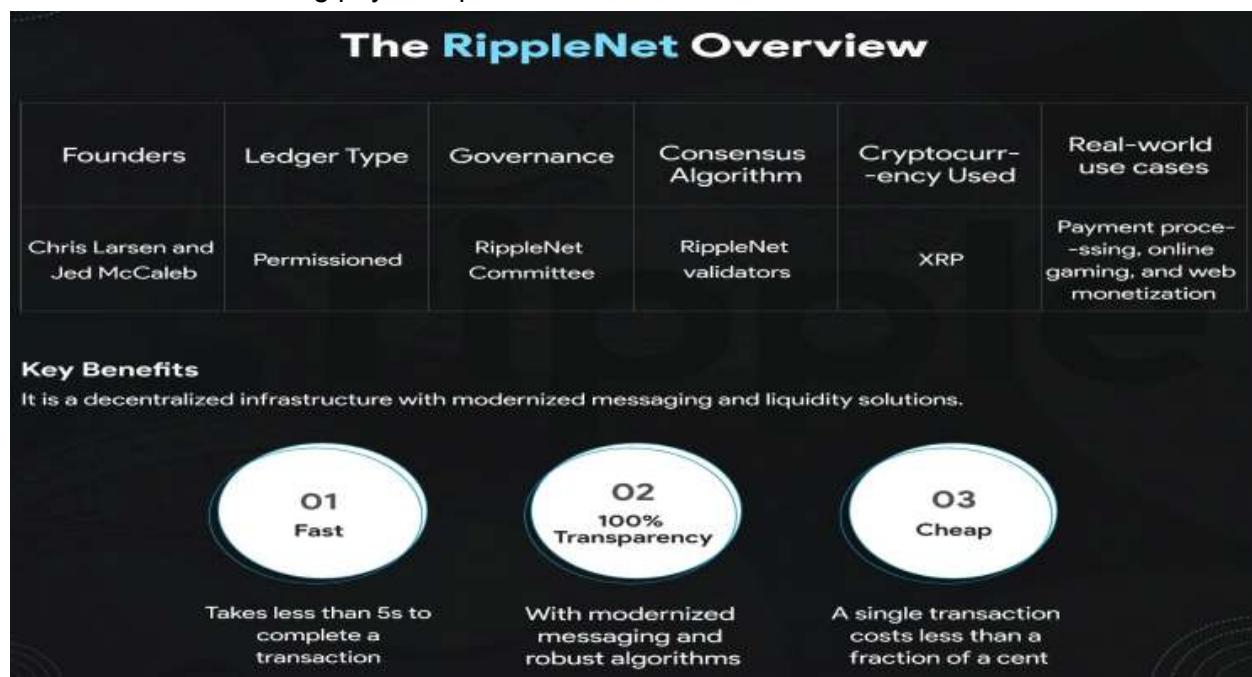 The RippleNet Overview
Founders
Ledger Type
Governance
Consensus
Algorithm
Cryptocurr-
-ency Used
Real-world
use cases
Chris Larsen and
Jed McCaleb
Permissioned
RippleNet
Committee
RippleNet
validators
XRP
Payment proce-
-ssing, online
gaming, and web
monetization
Key Benefits
It is a decentralized infrastructure with modernized messaging and liquidity solutions.
01
Fast
Takes less than 5s to
complete a
transaction
02
100%
Transparency
With modernized
messaging and
robust algorithms
03
Cheap
A single transaction
costs less than a
fraction of a cent